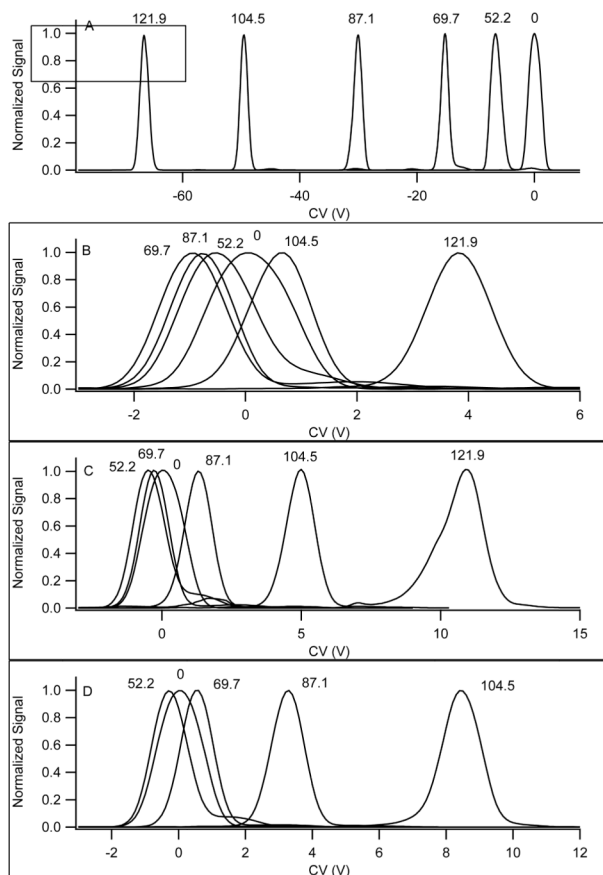 121.9 104.5 87.1 69.7 52.2 0
A
1.0
0.8
0.6
0.4
0.2
0.0
Normalized Signal
-60 -40 -20 0
CV (V)
69.7 87.1 52.2 0 104.5 121.9
B
1.0
0.8
0.6
0.4
0.2
0.0
Normalized Signal
-2 0 2 4 6
CV (V)
52.2 69.7 0 87.1 104.5 121.9
C
1.0
0.8
0.6
0.4
0.2
0.0
Normalized Signal
0 5 10 15
CV (V)
52.2 0 69.7 87.1 104.5
D
1.0
0.8
0.6
0.4
0.2
0.0
Normalized Signal
-2 0 2 4 6 8 10 12
CV (V)